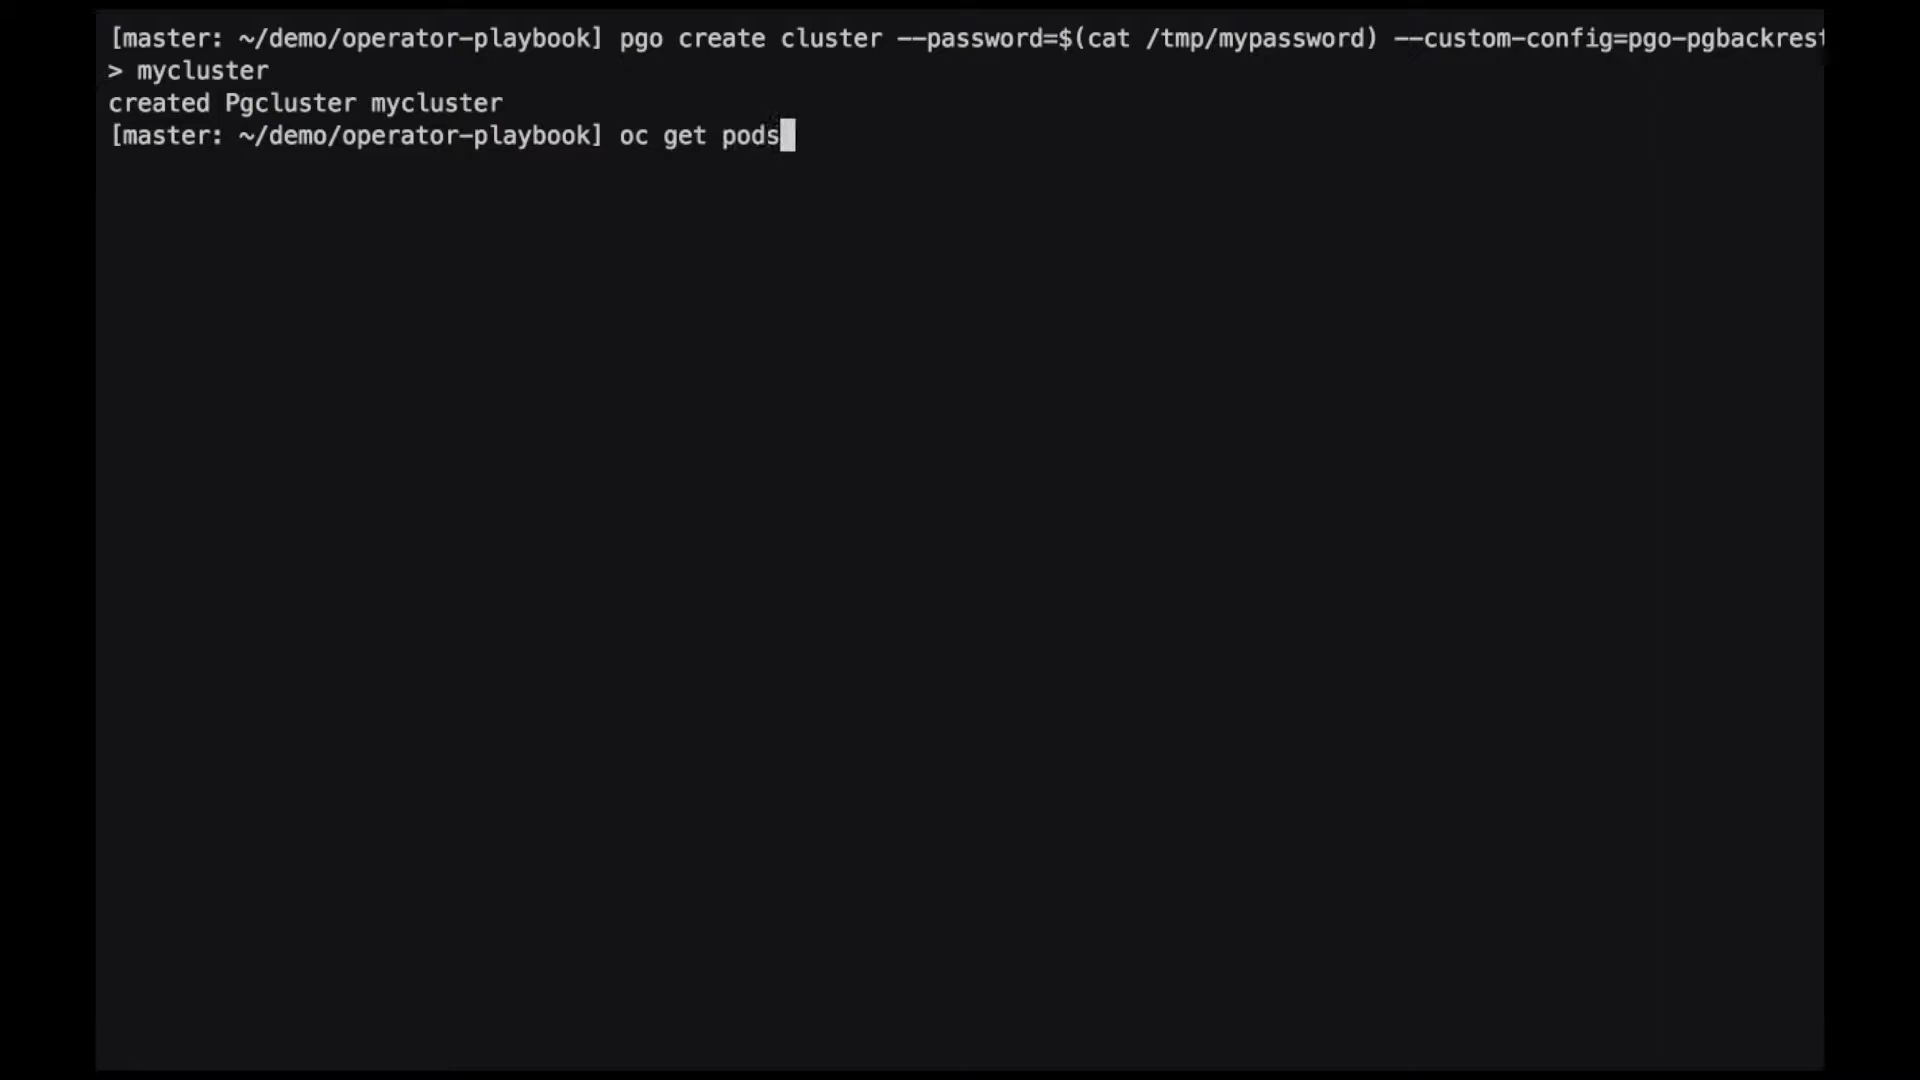 [master: ~/demo/operator-playbook] pgo create cluster --password=$(cat /tmp/mypassword) --custom-config=pgo-pgbackrest
> mycluster
created Pgcluster mycluster
[master: ~/demo/operator-playbook] oc get pods